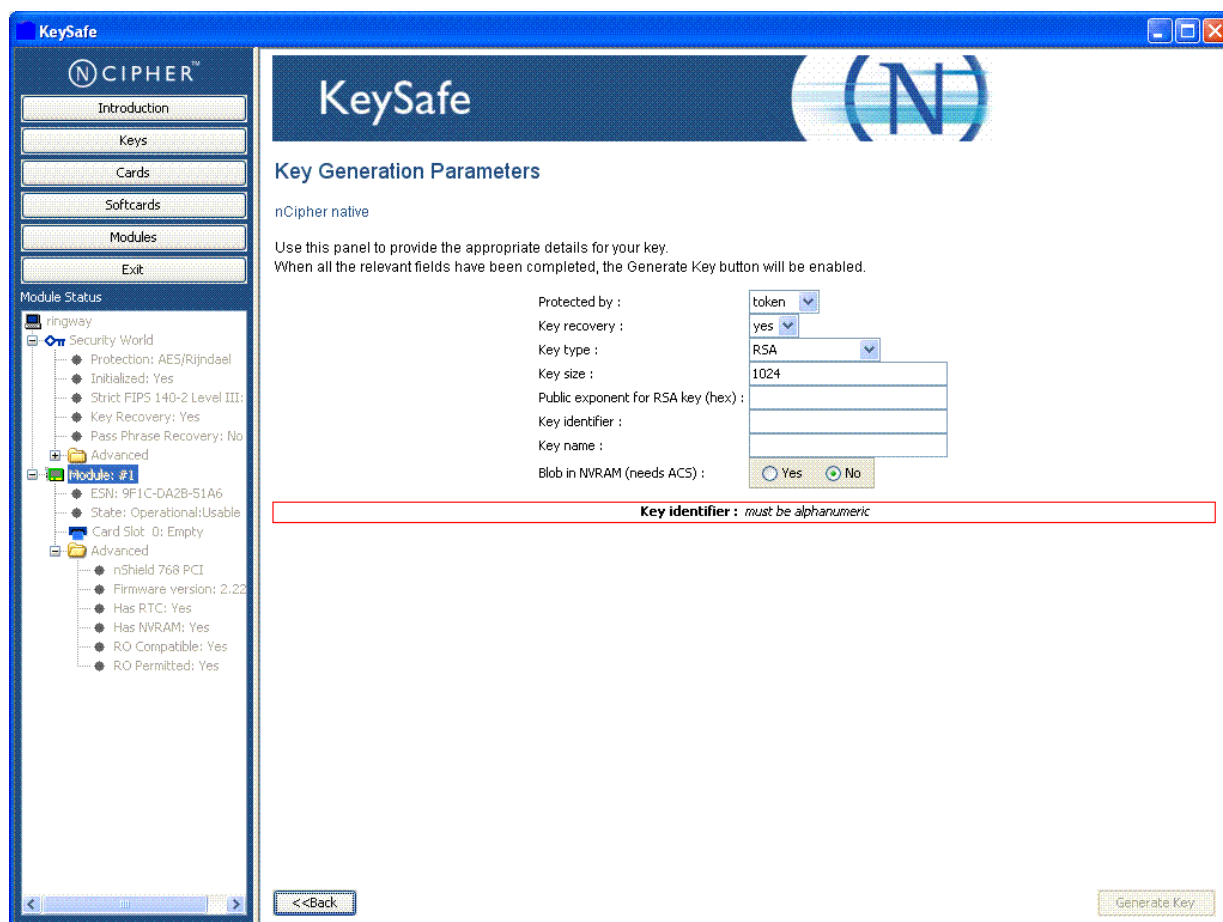 KeySafe
N CIPHER™
Introduction
Keys
Cards
Softcards
Modules
Exit
Module Status
ringway
Security World
Protection: AES/Rijndael
Initialized: Yes
Strict FIPS 140-2 Level III:
Key Recovery: Yes
Pass Phrase Recovery: No
Advanced
Module: #1
ESN: 9F1C-DA2B-51A6
State: Operational:Usable
Card Slot 0: Empty
Advanced
nShield 768 PCI
Firmware version: 2.22
Has RTC: Yes
Has NVRAM: Yes
RO Compatible: Yes
RO Permitted: Yes
KeySafe
(N)
Key Generation Parameters
nCipher native
Use this panel to provide the appropriate details for your key.
When all the relevant fields have been completed, the Generate Key button will be enabled.
Protected by : token
Key recovery : yes
Key type : RSA
Key size : 1024
Public exponent for RSA key (hex) :
Key identifier :
Key name :
Blob in NVRAM (needs ACS) : Yes No
Key identifier : must be alphanumeric
<<Back
Generate Key